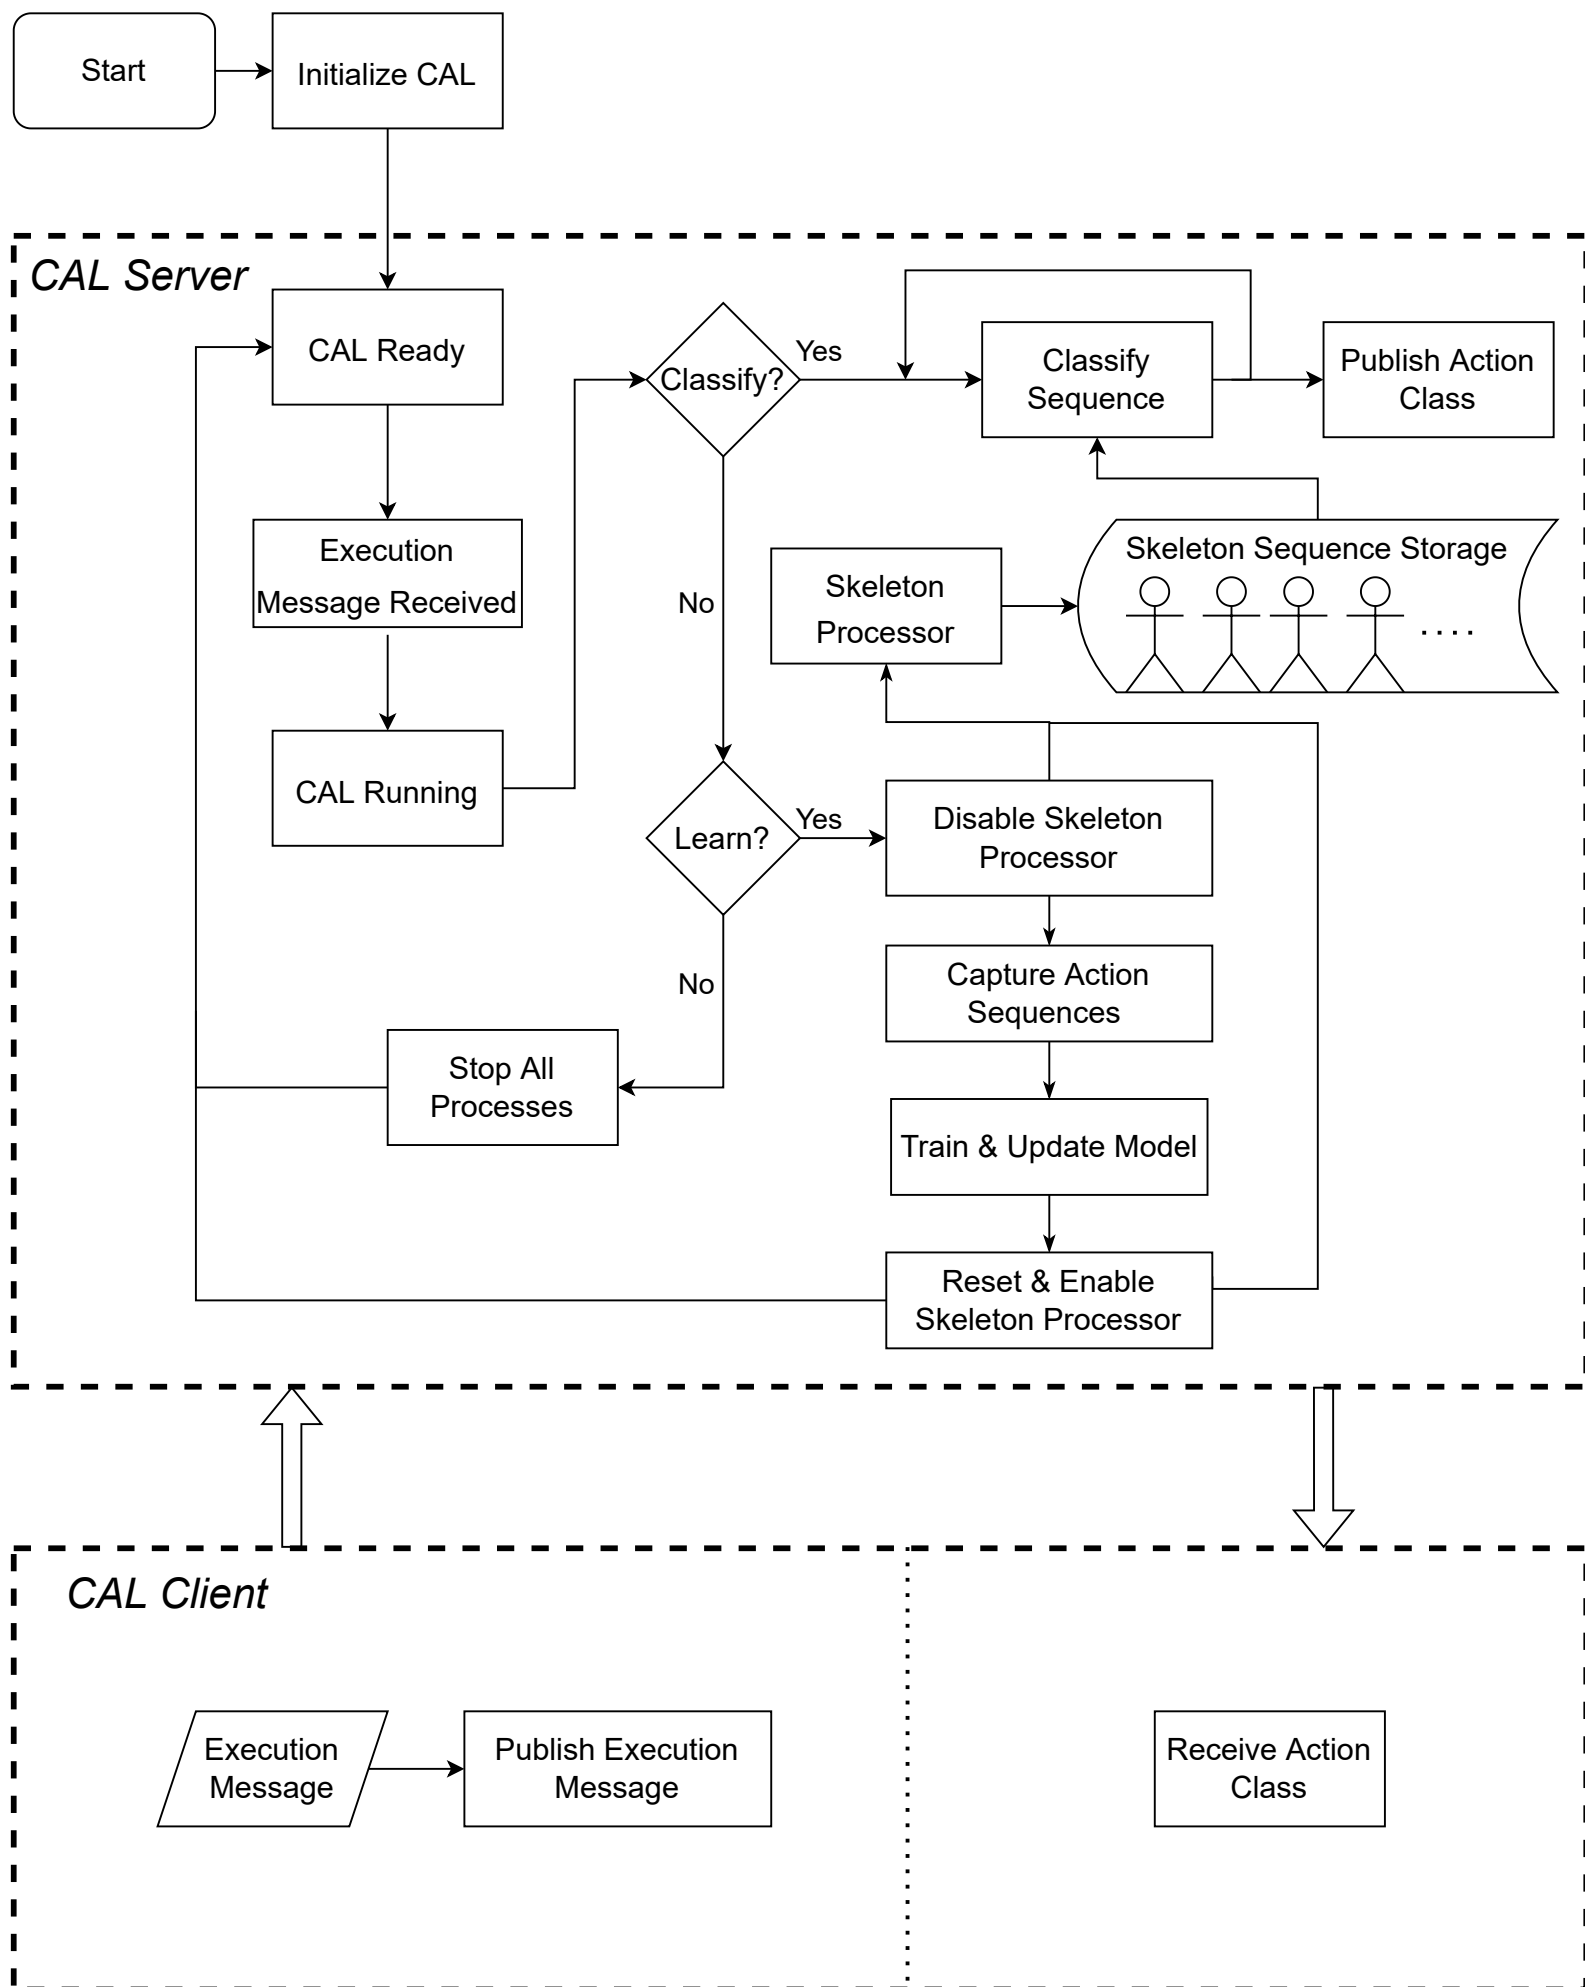 Start
Initialize CAL
CAL Server
CAL Ready
Execution
Message Received
CAL Running
Classify?
Yes
No
Classify
Sequence
Publish Action
Class
Skeleton
Processor
Skeleton Sequence Storage
....
Learn?
Yes
No
Disable Skeleton
Processor
Capture Action
Sequences
Train & Update Model
Reset & Enable
Skeleton Processor
Stop All
Processes
CAL Client
Execution
Message
Publish Execution
Message
Receive Action
Class